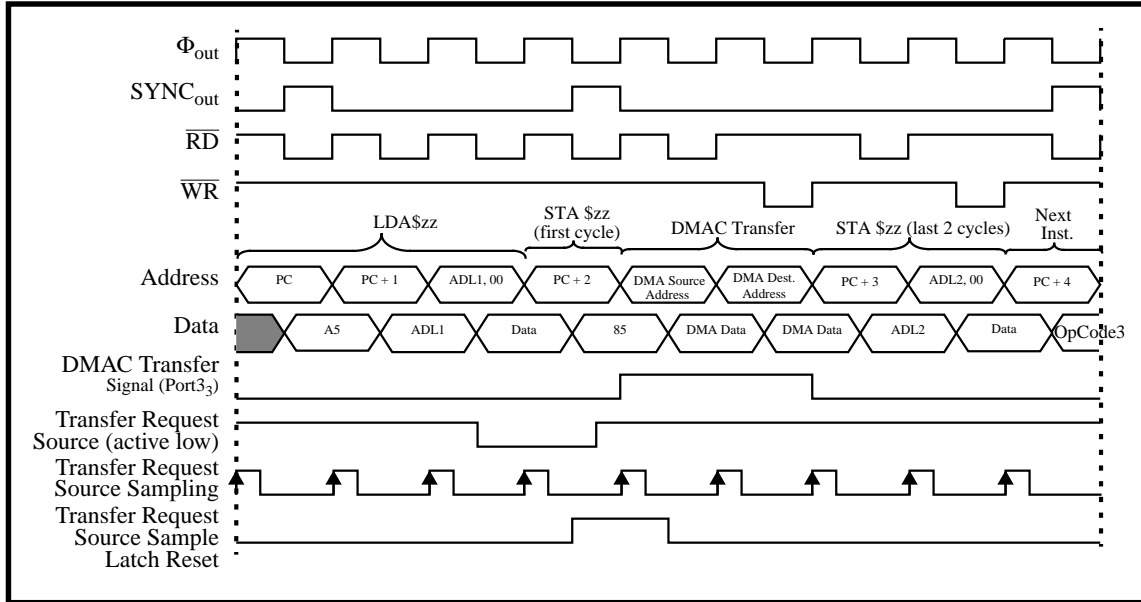 Φout
SYNCout
RD
WR
LDA$zz
STA $zz
(first cycle)
DMAC Transfer
STA $zz (last 2 cycles)
Next
Inst.
Address
PC
PC + 1
ADL1, 00
PC + 2
DMA Source
Address
DMA Dest.
Address
PC + 3
ADL2, 00
PC + 4
Data
A5
ADL1
Data
85
DMA Data
DMA Data
ADL2
Data
OpCode3
DMAC Transfer
Signal (Port33)
Transfer Request
Source (active low)
Transfer Request
Source Sampling
Transfer Request
Source Sample
Latch Reset